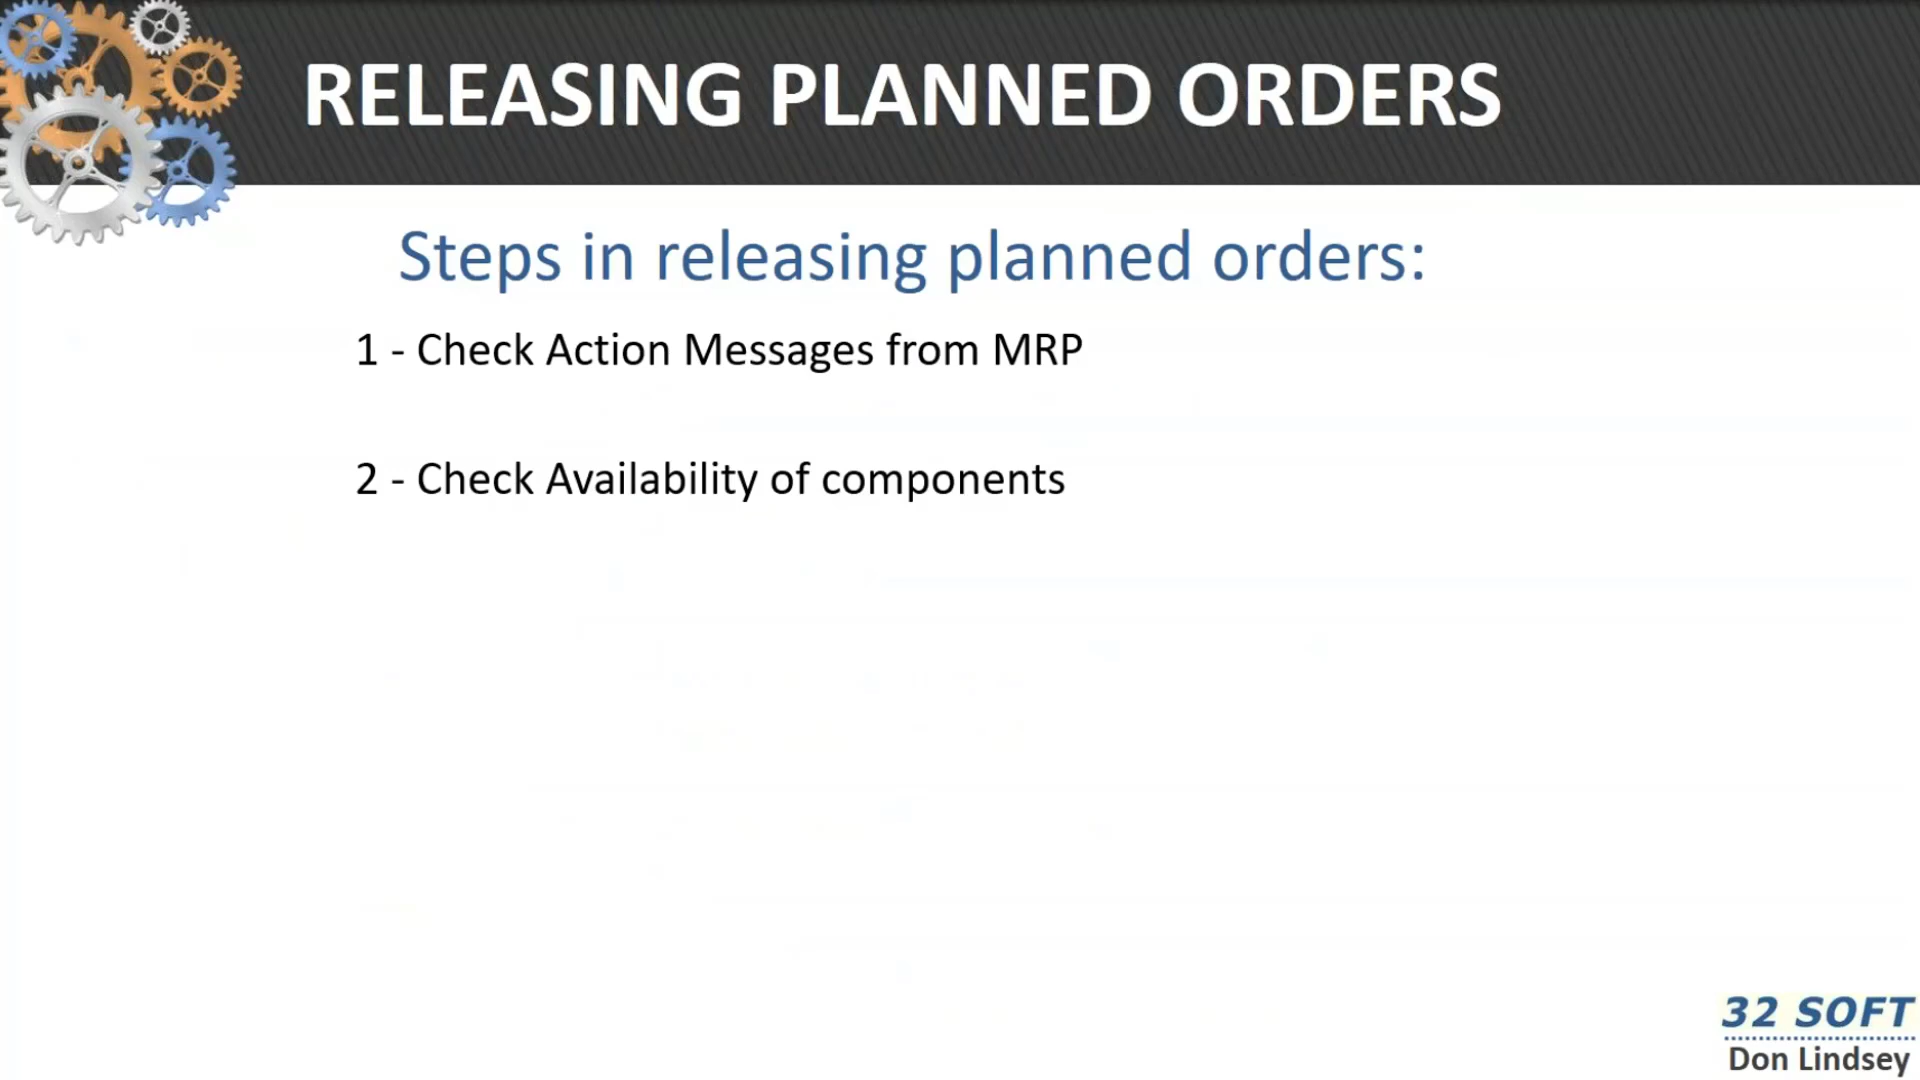 RELEASING PLANNED ORDERS
Steps in releasing planned orders:
1 - Check Action Messages from MRP
2 - Check Availability of components
32 SOFT
Don Lindsey